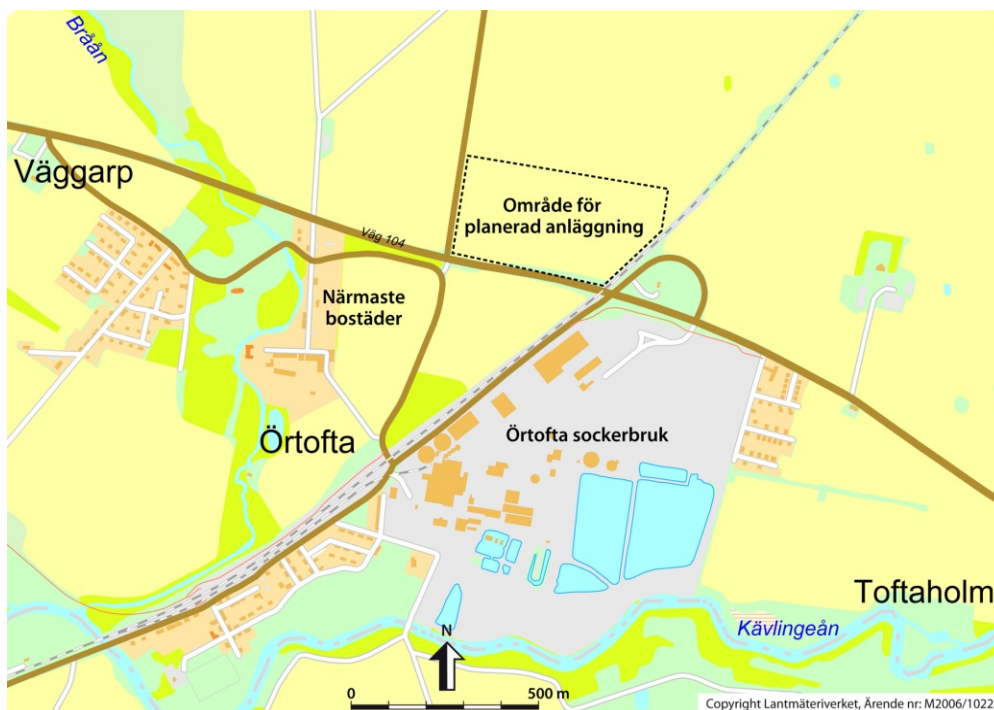 Bråån
Väggarp
Område för
planerad anläggning
Väg 104
Närmaste
bostäder
Örtofta
Örtofta sockerbruk
Toftaholm
Kävlingeån
N
0 500 m
Copyright Lantmäteriverket, Ärende nr: M2006/1022